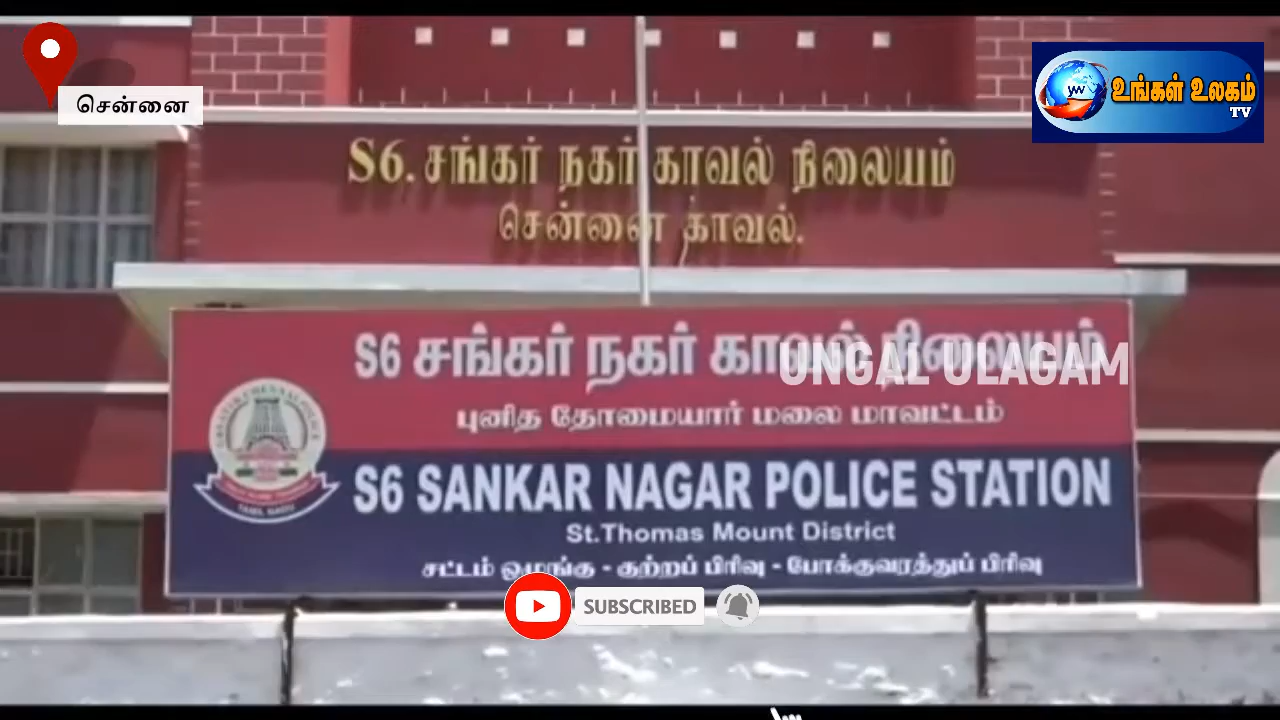 சென்னை
உங்கள் உலகம்
TV
S6. சங்கர் நகர் காவல் நிலையம்
சென்னை காவல்.
S6 சங்கர் நகர் காவல் நிலையம்
UNGAL ULAGAM
புனித தோமையார் மலை மாவட்டம்
S6 SANKAR NAGAR POLICE STATION
St.Thomas Mount District
சட்டம் ஒழுங்கு - குற்றப் பிரிவு - போக்குவரத்துப் பிரிவு
SUBSCRIBED